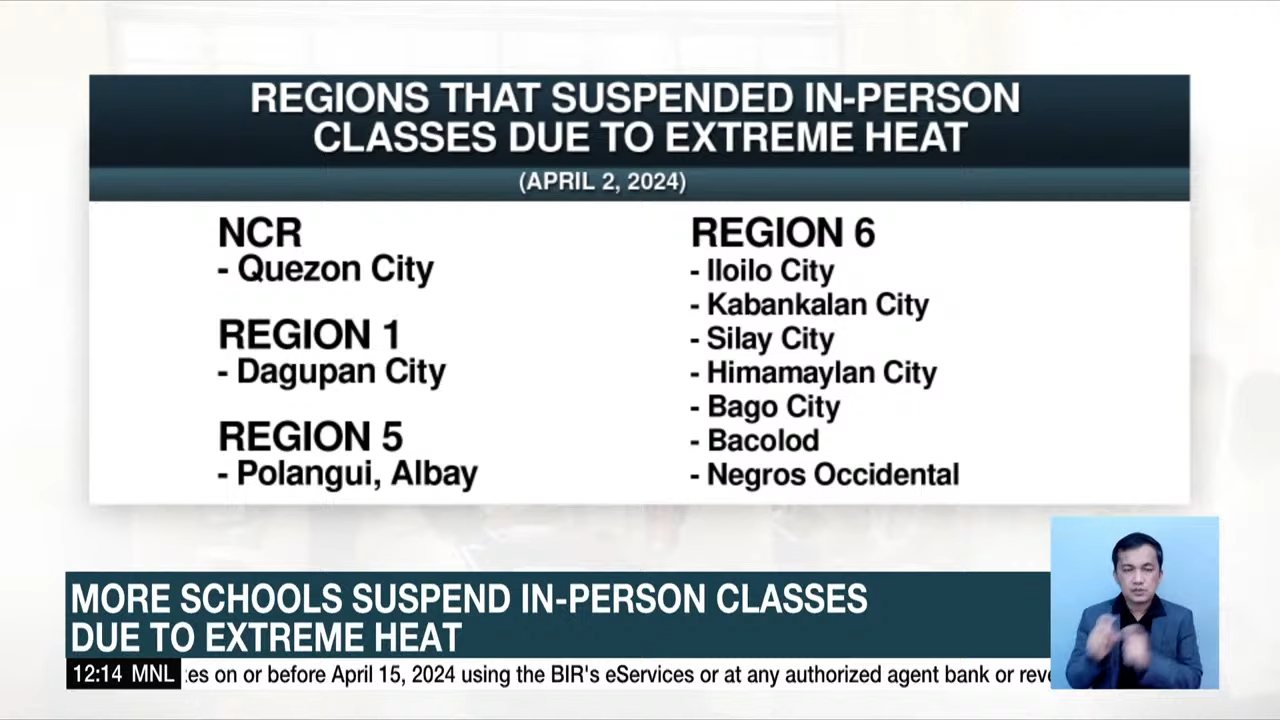 REGIONS THAT SUSPENDED IN-PERSON
CLASSES DUE TO EXTREME HEAT
(APRIL 2, 2024)
NCR
- Quezon City
REGION 1
- Dagupan City
REGION 5
- Polangui, Albay
REGION 6
- Iloilo City
- Kabankalan City
- Silay City
- Himamaylan City
- Bago City
- Bacolod
- Negros Occidental
MORE SCHOOLS SUSPEND IN-PERSON CLASSES
DUE TO EXTREME HEAT
12:14 MNL
on or before April 15, 2024 using the BIR's eServices or at any authorized agent bank or